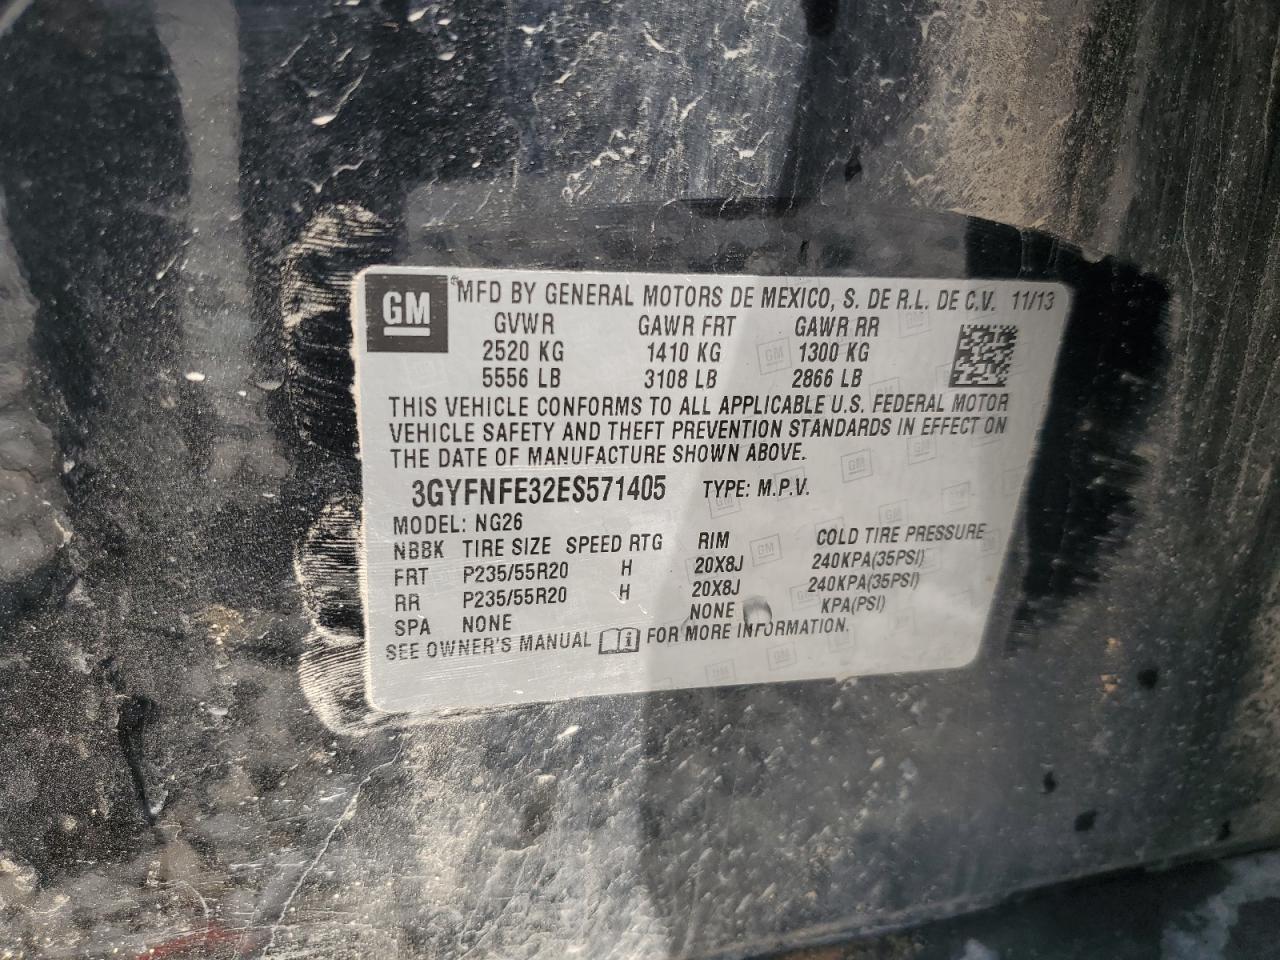 GM MFD BY GENERAL MOTORS DE MEXICO, S. DE R.L. DE C.V. 11/13
GVWR GAWR FRT GAWR RR
2520 KG 1410 KG 1300 KG
5556 LB 3108 LB 2866 LB
THIS VEHICLE CONFORMS TO ALL APPLICABLE U.S. FEDERAL MOTOR
VEHICLE SAFETY AND THEFT PREVENTION STANDARDS IN EFFECT ON
THE DATE OF MANUFACTURE SHOWN ABOVE.
3GYFNFE32ES571405 TYPE: M.P.V.
MODEL: NG26
NBBK TIRE SIZE SPEED RTG RIM COLD TIRE PRESSURE
FRT P235/55R20 H 20X8J 240KPA(35PSI)
RR P235/55R20 H 20X8J 240KPA(35PSI)
SPA NONE NONE KPA(PSI)
SEE OWNER'S MANUAL FOR MORE INFORMATION.